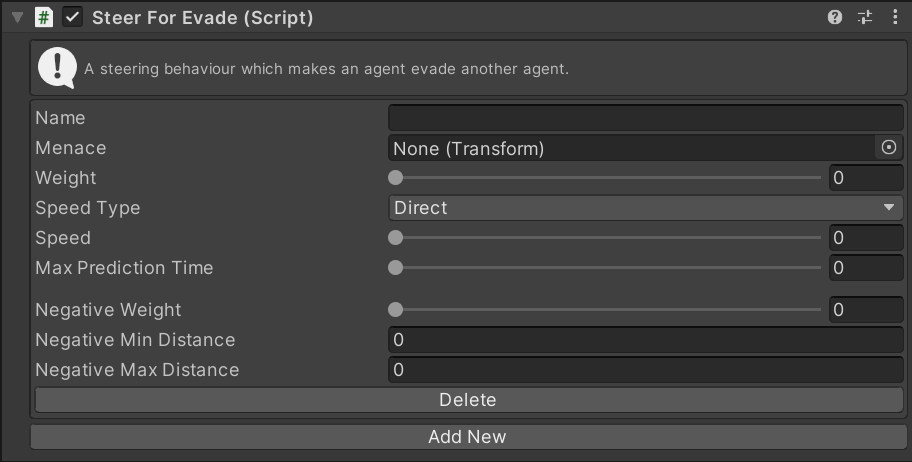 Steer For Evade (Script)
A steering behaviour which makes an agent evade another agent.
Name
Menace None (Transform)
Weight 0
Speed Type Direct
Speed 0
Max Prediction Time 0
Negative Weight 0
Negative Min Distance 0
Negative Max Distance 0
Delete
Add New